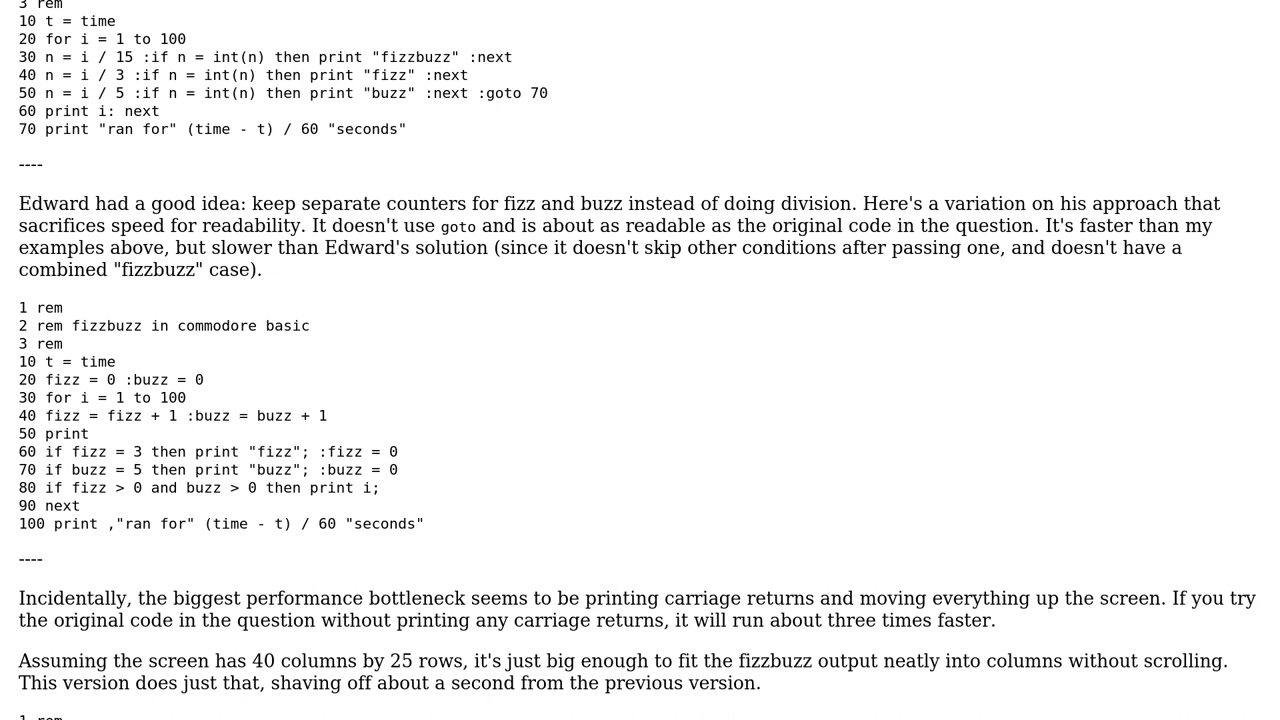 3 rem
10 t = time
20 for i = 1 to 100
30 n = i / 15 :if n = int(n) then print "fizzbuzz" :next
40 n = i / 3 :if n = int(n) then print "fizz" :next
50 n = i / 5 :if n = int(n) then print "buzz" :next :goto 70
60 print i: next
70 print "ran for" (time - t) / 60 "seconds"
----
Edward had a good idea: keep separate counters for fizz and buzz instead of doing division. Here's a variation on his approach that
sacrifices speed for readability. It doesn't use goto and is about as readable as the original code in the question. It's faster than my
examples above, but slower than Edward's solution (since it doesn't skip other conditions after passing one, and doesn't have a
combined "fizzbuzz" case).
1 rem
2 rem fizzbuzz in commodore basic
3 rem
10 t = time
20 fizz = 0 :buzz = 0
30 for i = 1 to 100
40 fizz = fizz + 1 :buzz = buzz + 1
50 print
60 if fizz = 3 then print "fizz"; :fizz = 0
70 if buzz = 5 then print "buzz"; :buzz = 0
80 if fizz > 0 and buzz > 0 then print i;
90 next
100 print ,"ran for" (time - t) / 60 "seconds"
----
Incidentally, the biggest performance bottleneck seems to be printing carriage returns and moving everything up the screen. If you try
the original code in the question without printing any carriage returns, it will run about three times faster.
Assuming the screen has 40 columns by 25 rows, it's just big enough to fit the fizzbuzz output neatly into columns without scrolling.
This version does just that, shaving off about a second from the previous version.
1 rem